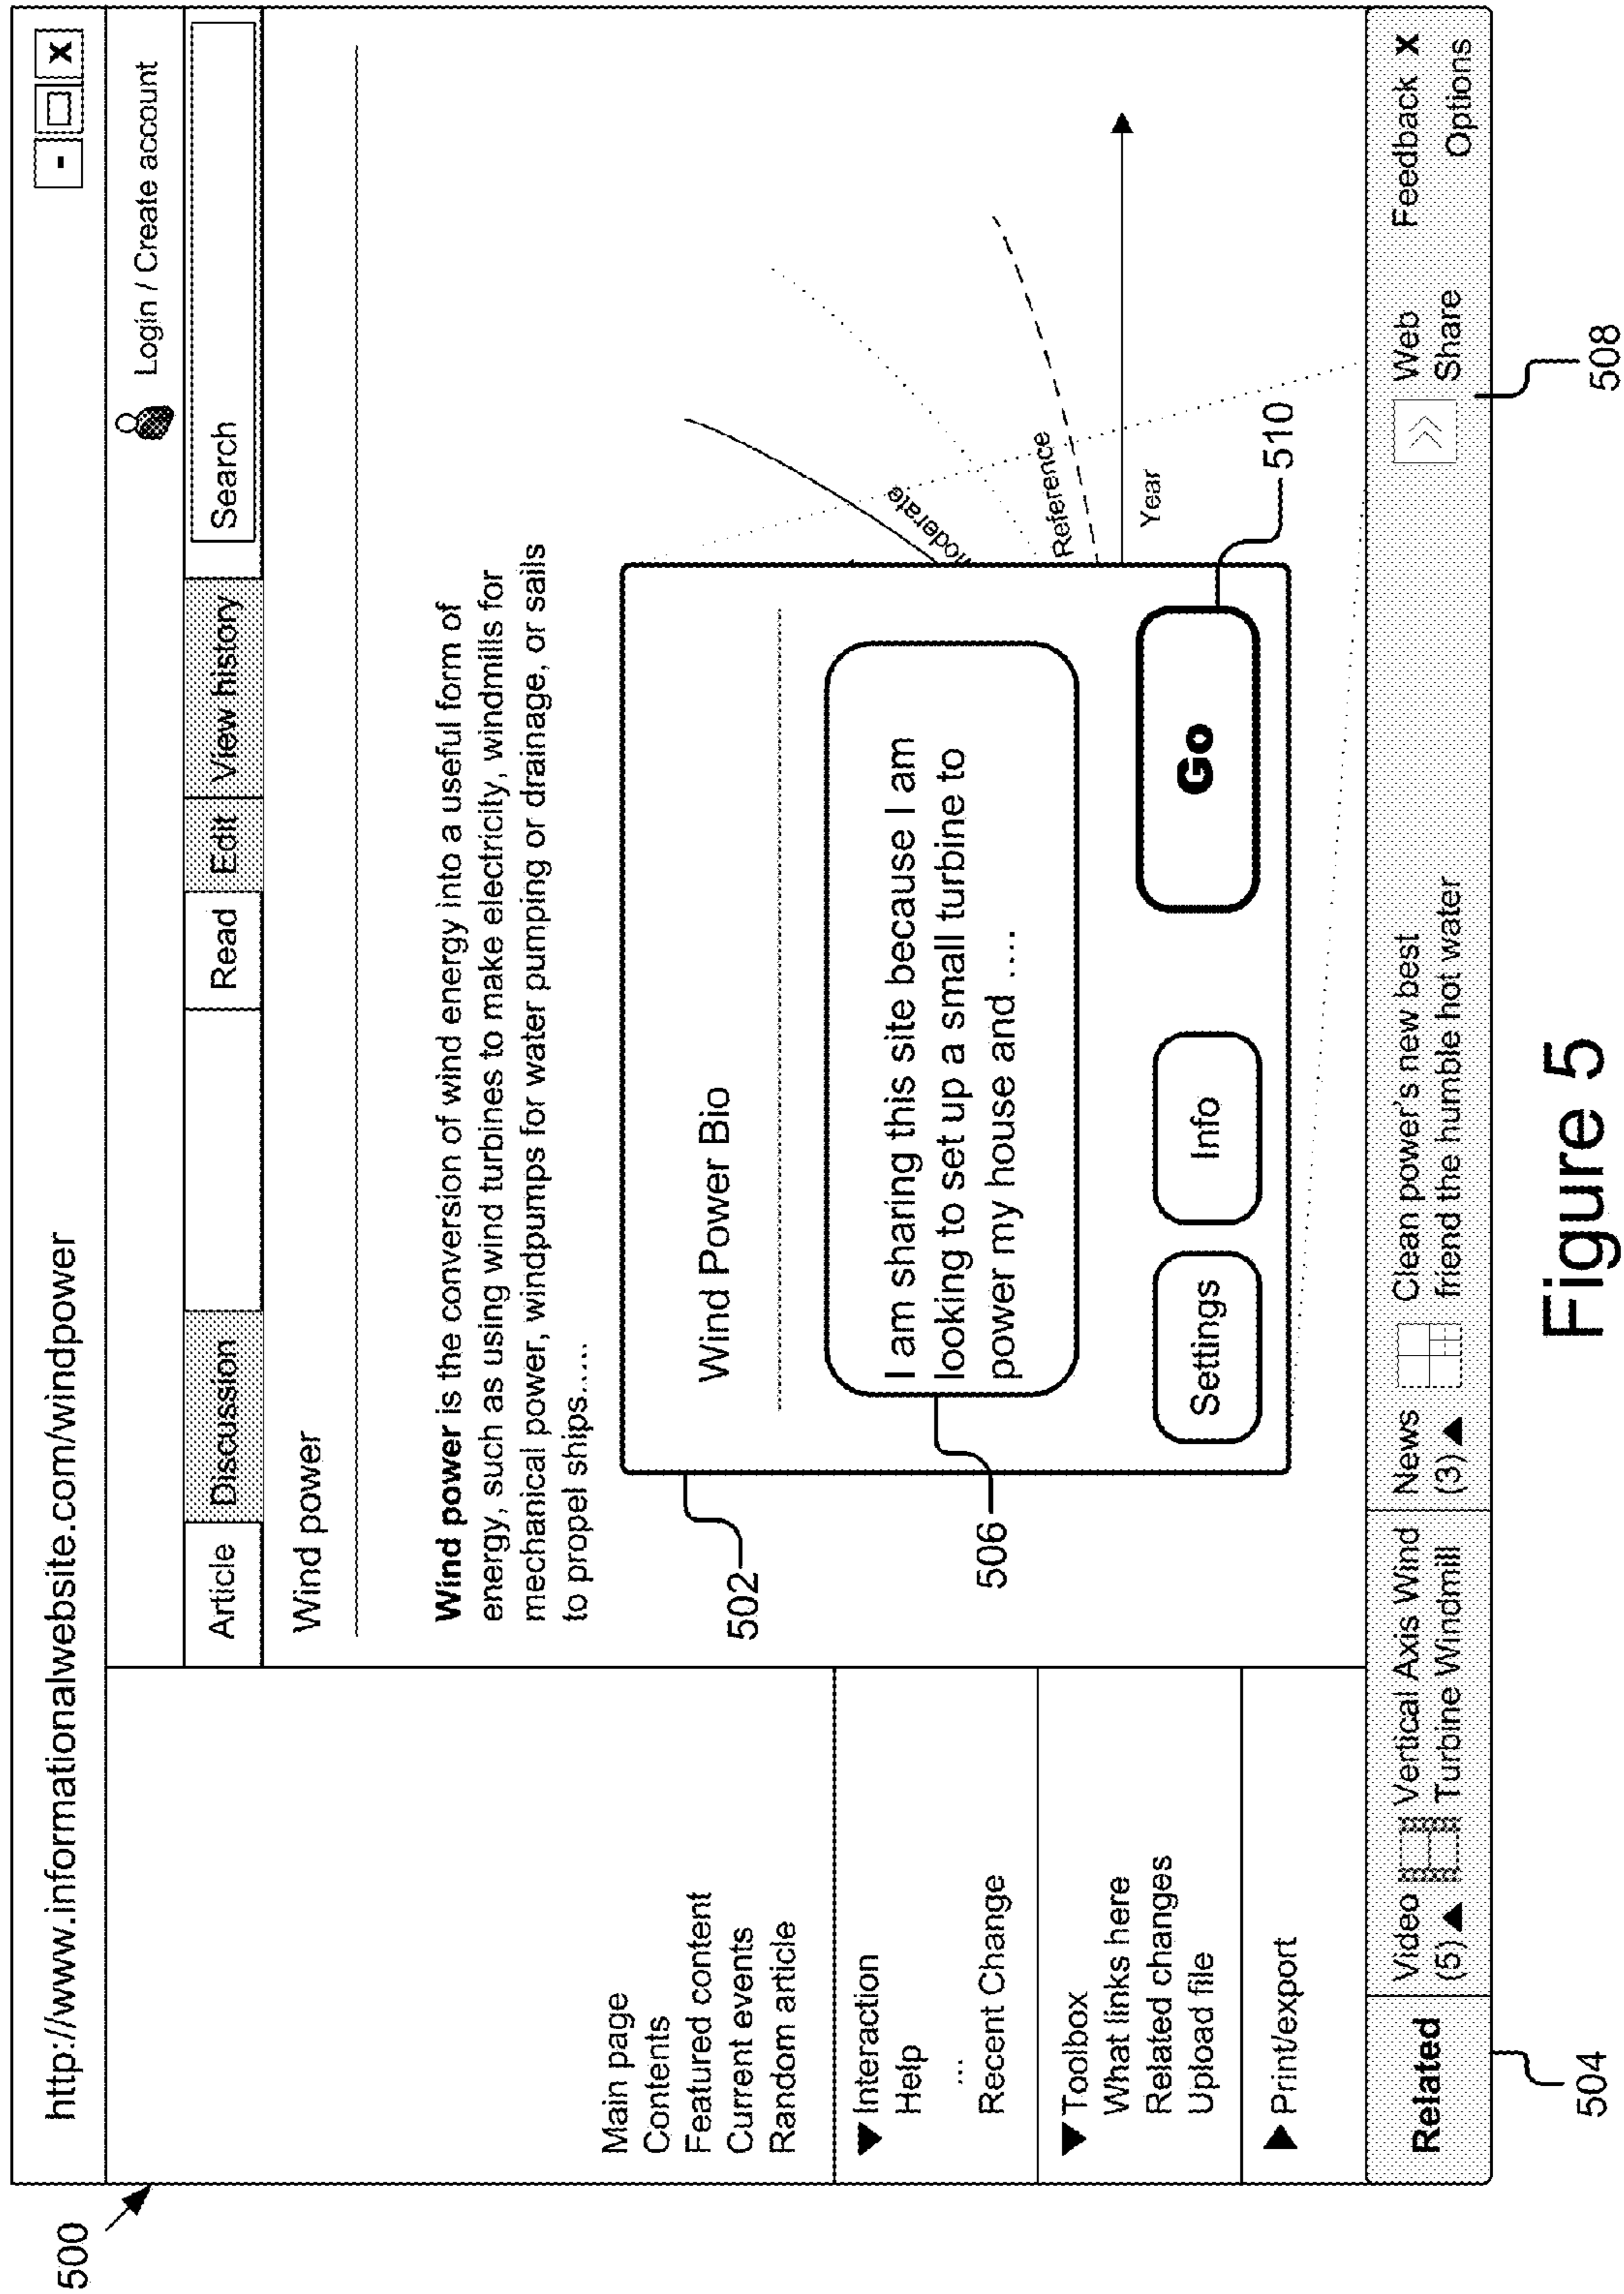 500
http://www.informationalwebsite.com/windpower
- X
Login / Create account
Article Discussion Read Edit View history Search
Main page
Contents
Featured content
Current events
Random article
Interaction
Help
...
Recent Change
Toolbox
What links here
Related changes
Upload file
Print/export
Wind power
Wind power is the conversion of wind energy into a useful form of
energy, such as using wind turbines to make electricity, windmills for
mechanical power, windpumps for water pumping or drainage, or sails
to propel ships.....
502
Wind Power Bio
506
I am sharing this site because I am
looking to set up a small turbine to
power my house and ....
Settings Info Go
510
oderate
Reference
Year
Related
Video
(5)
Vertical Axis Wind
Turbine Windmill
News
(3)
Clean power's new best
friend the humble hot water
>>
Web
Share
Feedback X
Options
504
508
Figure 5